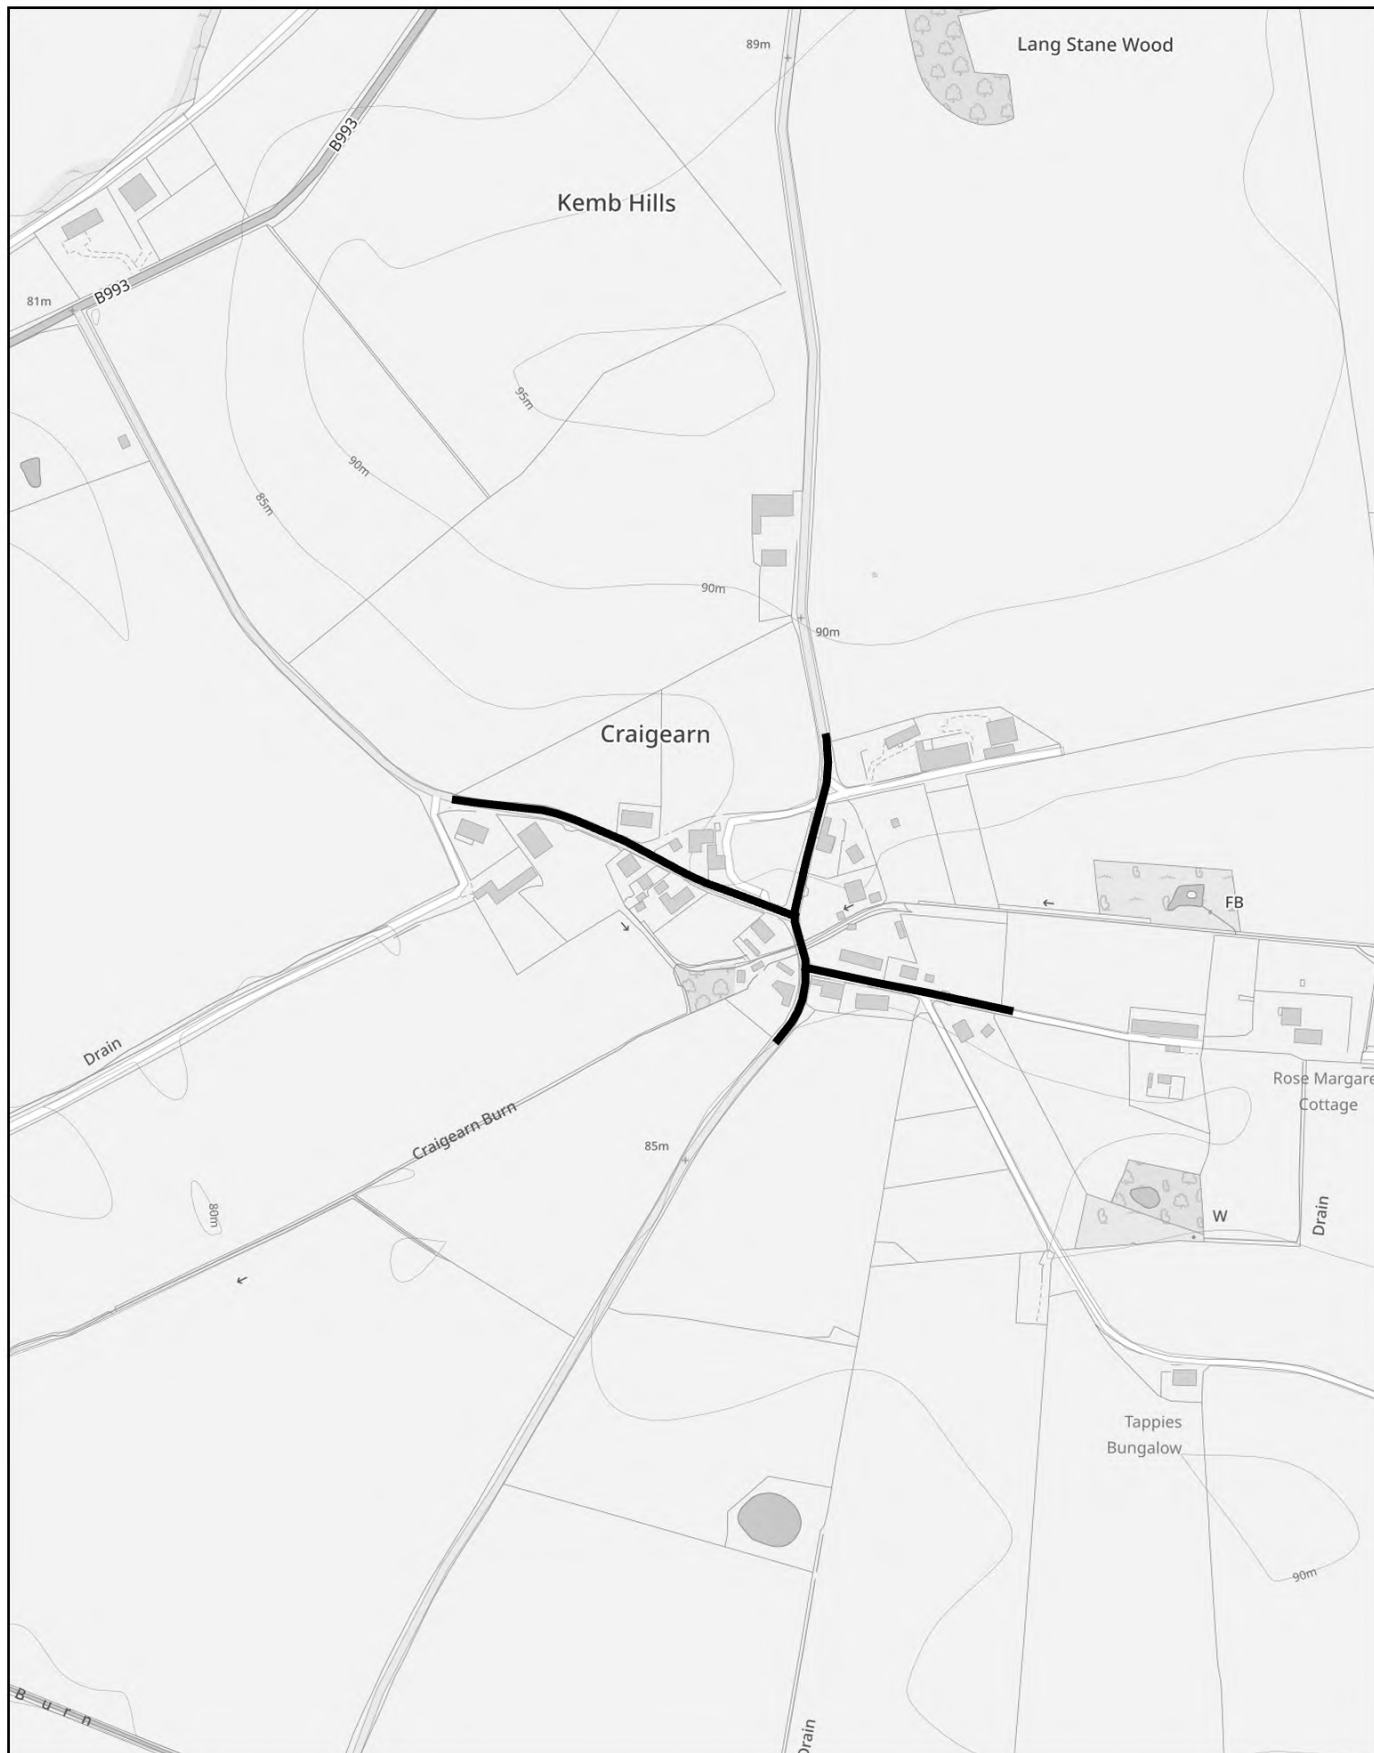 89m
Lang Stane Wood
B993
Kemb Hills
B993
81m
95m
90m
85m
90m
90m
Craigearn
FB
Drain
Rose Margare
Cottage
Craigearn Burn
85m
80m
W
Drain
Tappies
Bungalow
90m
Burn
Drain